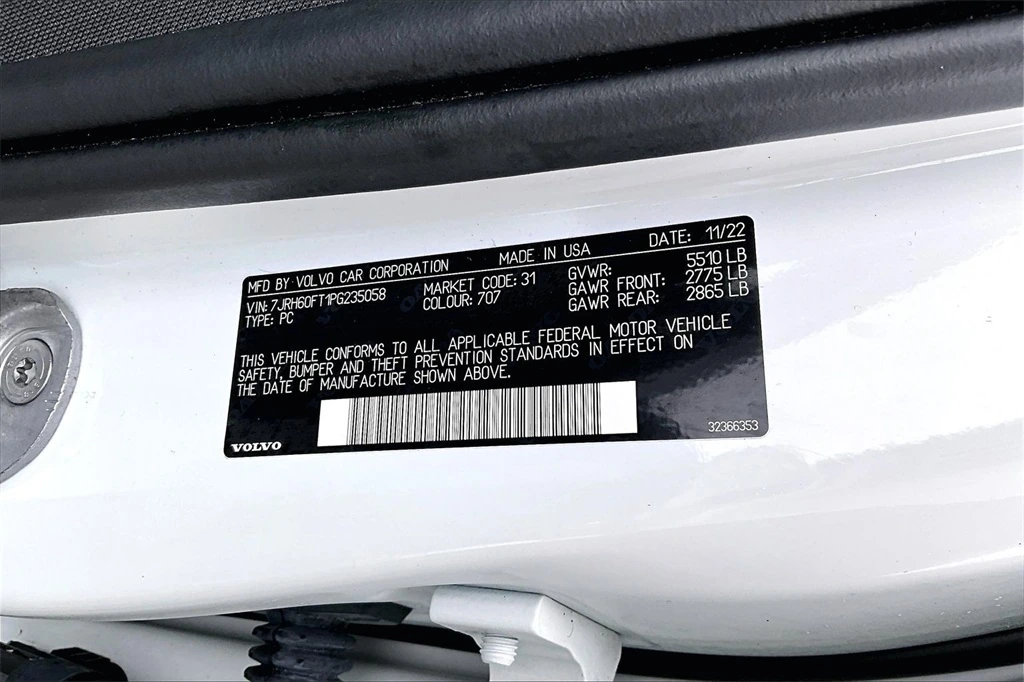 MFD BY VOLVO CAR CORPORATION MADE IN USA DATE: 11/22
VIN: 7JRH60FT1PG235058 MARKET CODE: 31 GVWR: 5510 LB
TYPE: PC COLOUR: 707 GAWR FRONT: 2775 LB
GAWR REAR: 2865 LB
THIS VEHICLE CONFORMS TO ALL APPLICABLE FEDERAL MOTOR VEHICLE
SAFETY, BUMPER AND THEFT PREVENTION STANDARDS IN EFFECT ON
THE DATE OF MANUFACTURE SHOWN ABOVE.
VOLVO 32366353